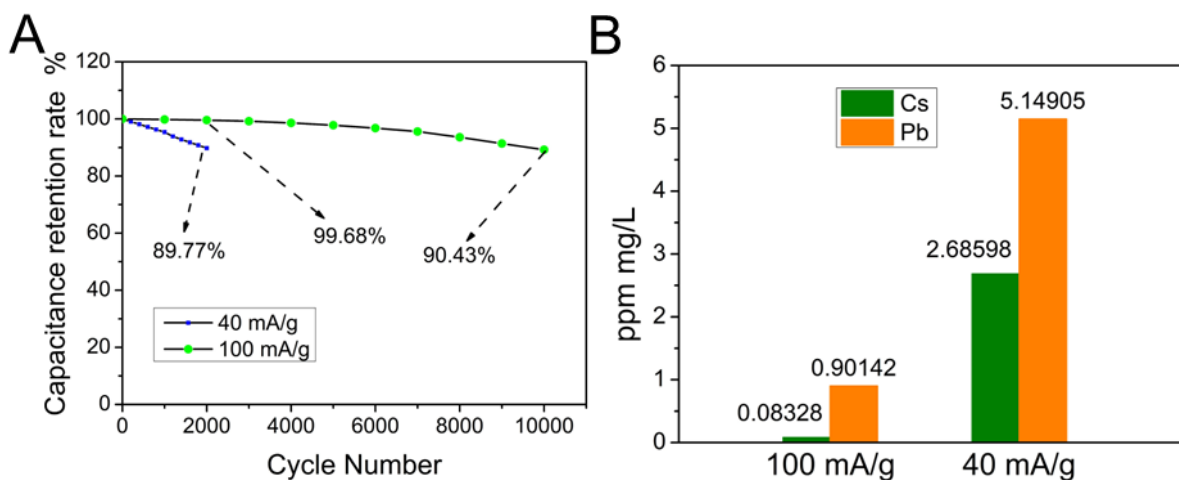 A
Capacitance retention rate %
120
100
80
60
40
20
0
89.77%
99.68%
90.43%
40 mA/g
100 mA/g
0 2000 4000 6000 8000 10000
Cycle Number
B
ppm mg/L
6
5
4
3
2
1
0
Cs
Pb
5.14905
2.68598
0.90142
0.08328
100 mA/g 40 mA/g